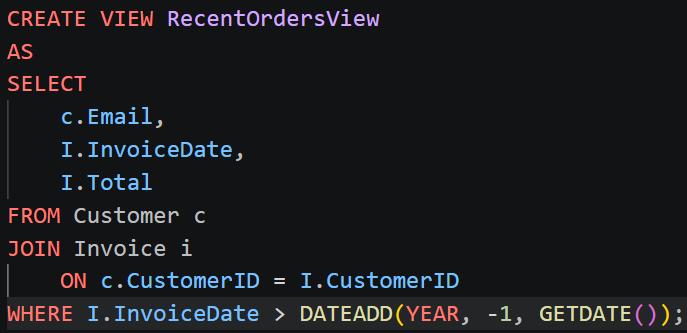 CREATE VIEW RecentOrdersView
AS
SELECT
    c.Email,
    I.InvoiceDate,
    I.Total
FROM Customer c
JOIN Invoice i
    ON c.CustomerID = I.CustomerID
WHERE I.InvoiceDate > DATEADD(YEAR, -1, GETDATE());